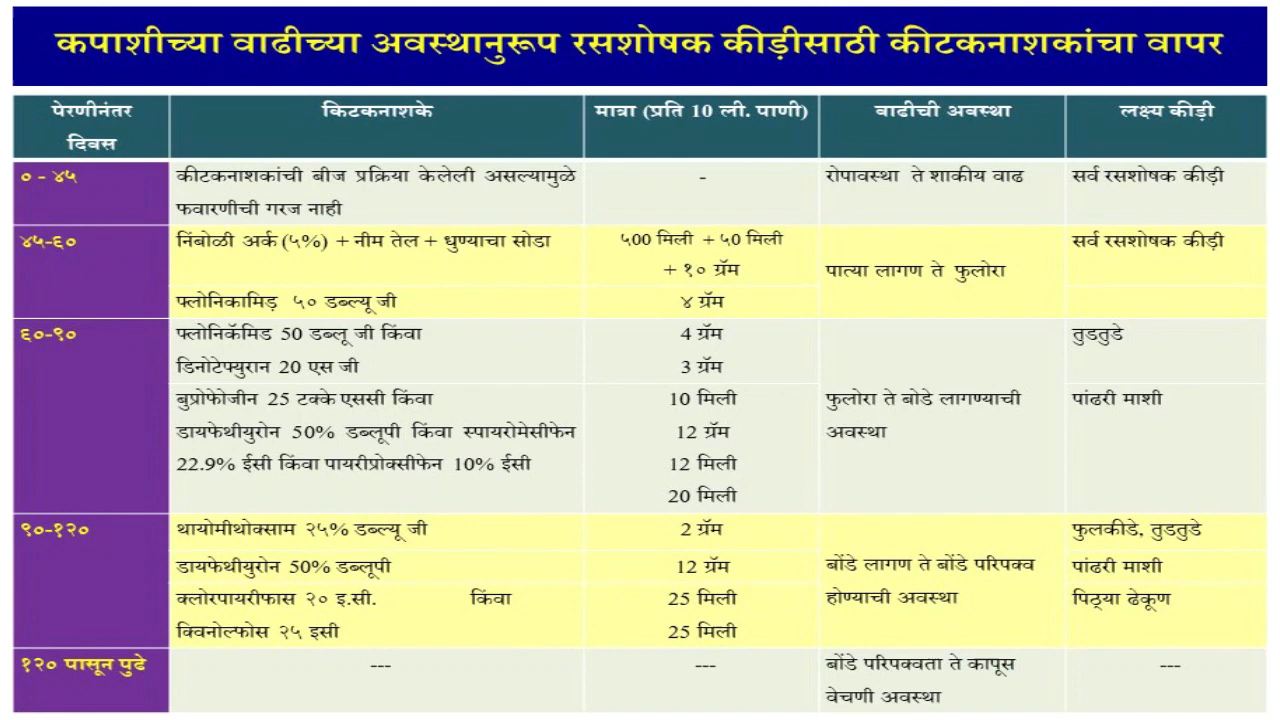 कपाशीच्या वाढीच्या अवस्थानुरूप रसशोषक कीड़ीसाठी कीटकनाशकांचा वापर
पेरणीनंतर दिवस किटकनाशके मात्रा (प्रति 10 ली. पाणी) वाढीची अवस्था लक्ष्य कीड़ी
० - ४५ कीटकनाशकांची बीज प्रक्रिया केलेली असल्यामुळे - रोपावस्था ते शाकीय वाढ सर्व रसशोषक कीड़ी
फवारणीची गरज नाही
४५-६० निंबोळी अर्क (५%) + नीम तेल + धुण्याचा सोडा ५00 मिली + ५0 मिली सर्व रसशोषक कीड़ी
+ १० ग्रॅम पात्या लागण ते फुलोरा
फ्लोनिकामिड़ ५० डब्ल्यू जी ४ ग्रॅम
६०-९० फ्लोनिकॅमिड 50 डब्लू जी किंवा 4 ग्रॅम तुडतुडे
डिनोटेफ्युरान 20 एस जी 3 ग्रॅम
बुप्रोफोजीन 25 टक्के एससी किंवा 10 मिली फुलोरा ते बोडे लागण्याची पांढरी माशी
डायफेथीयुरोन 50% डब्लूपी किंवा स्पायरोमेसीफेन 12 ग्रॅम अवस्था
22.9% ईसी किंवा पायरीप्रोक्सीफेन 10% ईसी 12 मिली
20 मिली
९०-१२० थायोमीथोक्साम २५% डब्ल्यू जी 2 ग्रॅम फुलकीडे, तुडतुडे
डायफेथीयुरोन 50% डब्लूपी 12 ग्रॅम बोंडे लागण ते बोंडे परिपक्व पांढरी माशी
क्लोरपायरीफास २० इ.सी. किंवा 25 मिली होण्याची अवस्था पिठ्या ढेकूण
क्विनोल्फोस २५ इसी 25 मिली
१२० पासून पुढे --- --- बोंडे परिपक्वता ते कापूस ---
वेचणी अवस्था